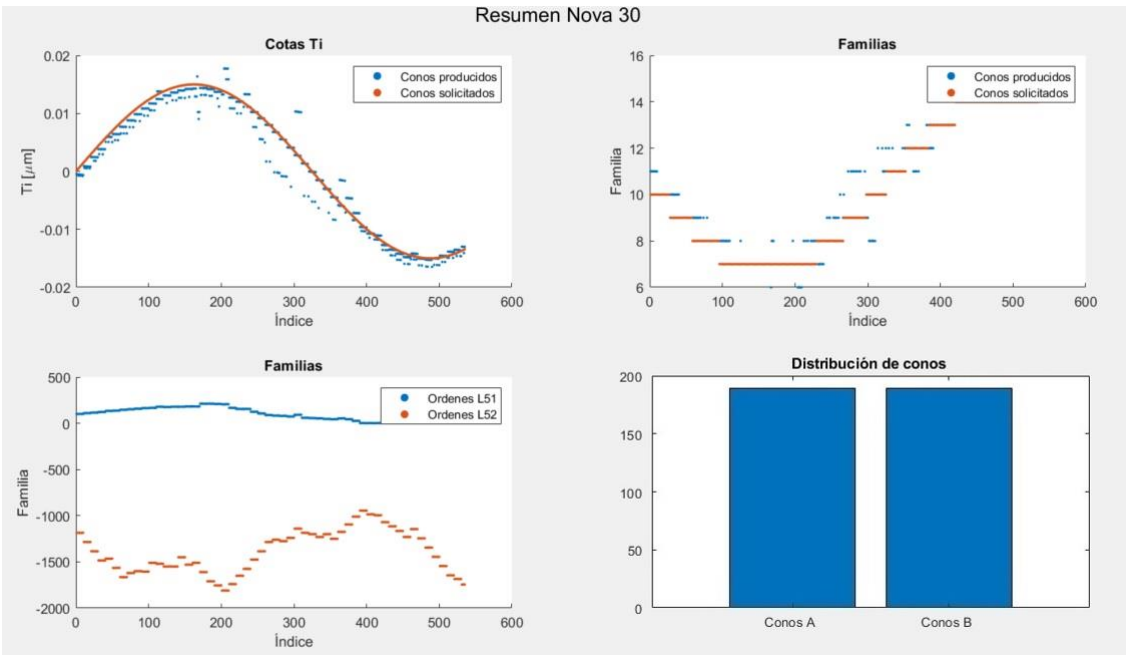 Resumen Nova 30
Cotas Ti
0.02
0.01
0
-0.01
-0.02
Ti [μm]
0 100 200 300 400 500 600
Índice
Conos producidos
Conos solicitados
Familias
16
14
12
10
8
6
Familia
0 100 200 300 400 500 600
Índice
Conos producidos
Conos solicitados
Familias
500
0
-500
-1000
-1500
-2000
Familia
0 100 200 300 400 500 600
Índice
Ordenes L51
Ordenes L52
Distribución de conos
200
150
100
50
0
Conos A Conos B